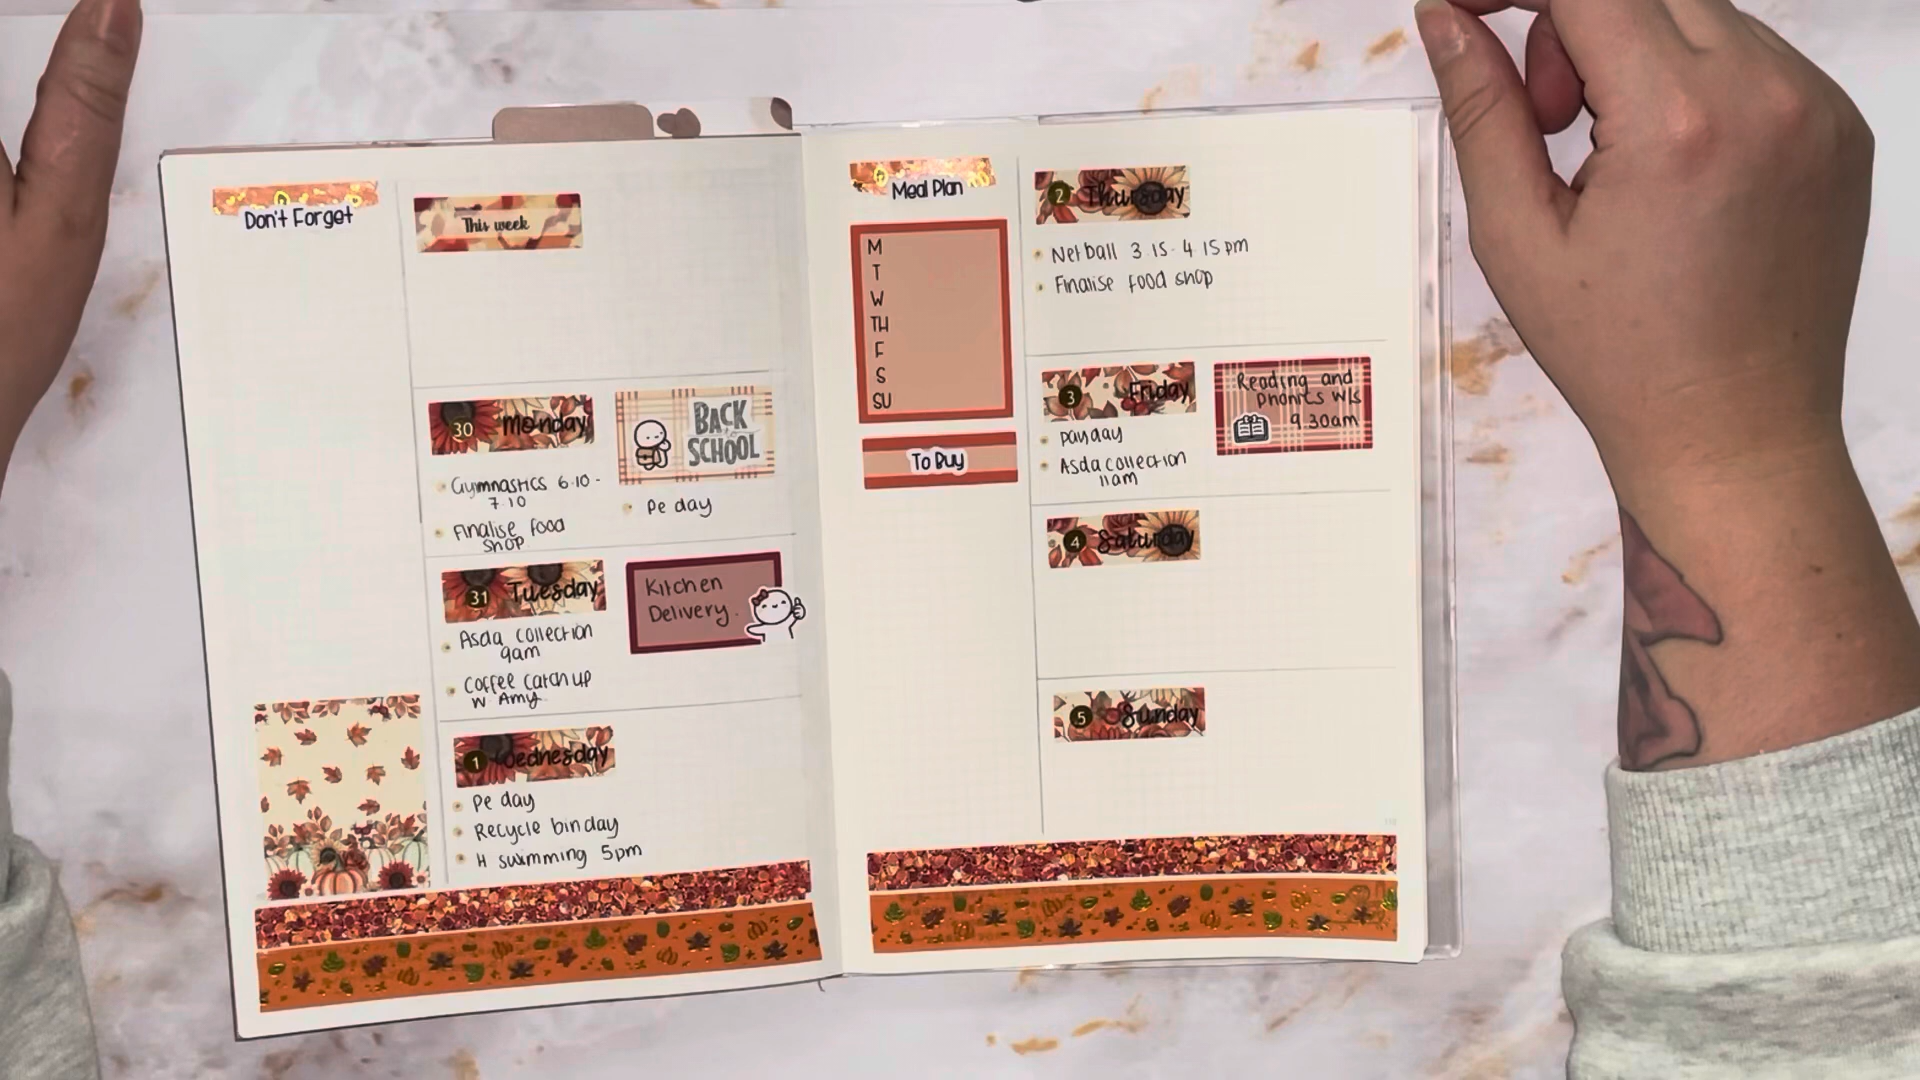 Don't Forget
This week
30 Monday
BACK
TO
SCHOOL
Gymnastics 6.10-
7.10
Finalise food
shop
Pe day
31 Tuesday
Kitchen
Delivery.
Asda collection
9am
Coffee catch up
W Amy
1 Wednesday
Pe day
Recycle bin day
H swimming 5pm
Meal Plan
M
T
W
TH
F
S
SU
To Buy
2 Thursday
Netball 3.15-4.15pm
Finalise food shop
3 Friday
Reading and
phonics W/s
9.30am
payday
Asda collection
11am
4 Saturday
5 Sunday